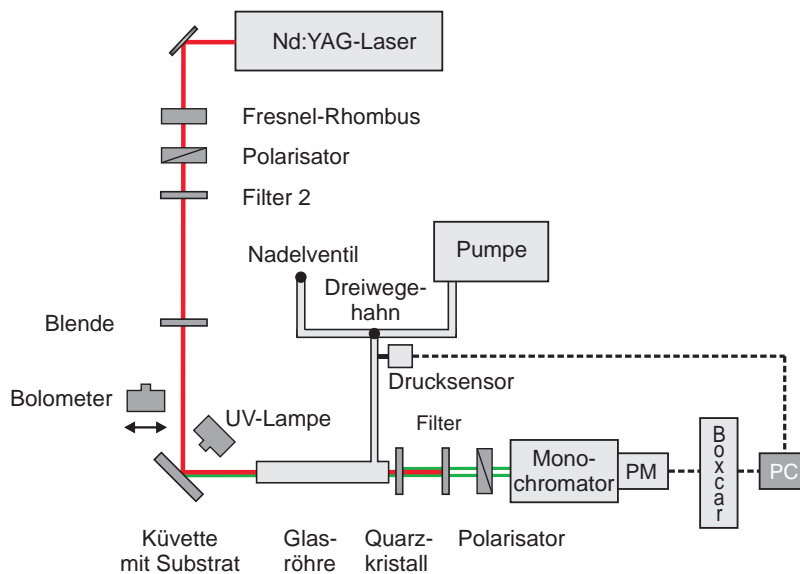 Nd:YAG-Laser
Fresnel-Rhombus
Polarisator
Filter 2
Nadelventil
Pumpe
Dreiwege-
hahn
Blende
Drucksensor
Bolometer
UV-Lampe
Filter
Mono-
chromator
PM
Boxcar
PC
Küvette
mit Substrat
Glas-
röhre
Quarz-
kristall
Polarisator